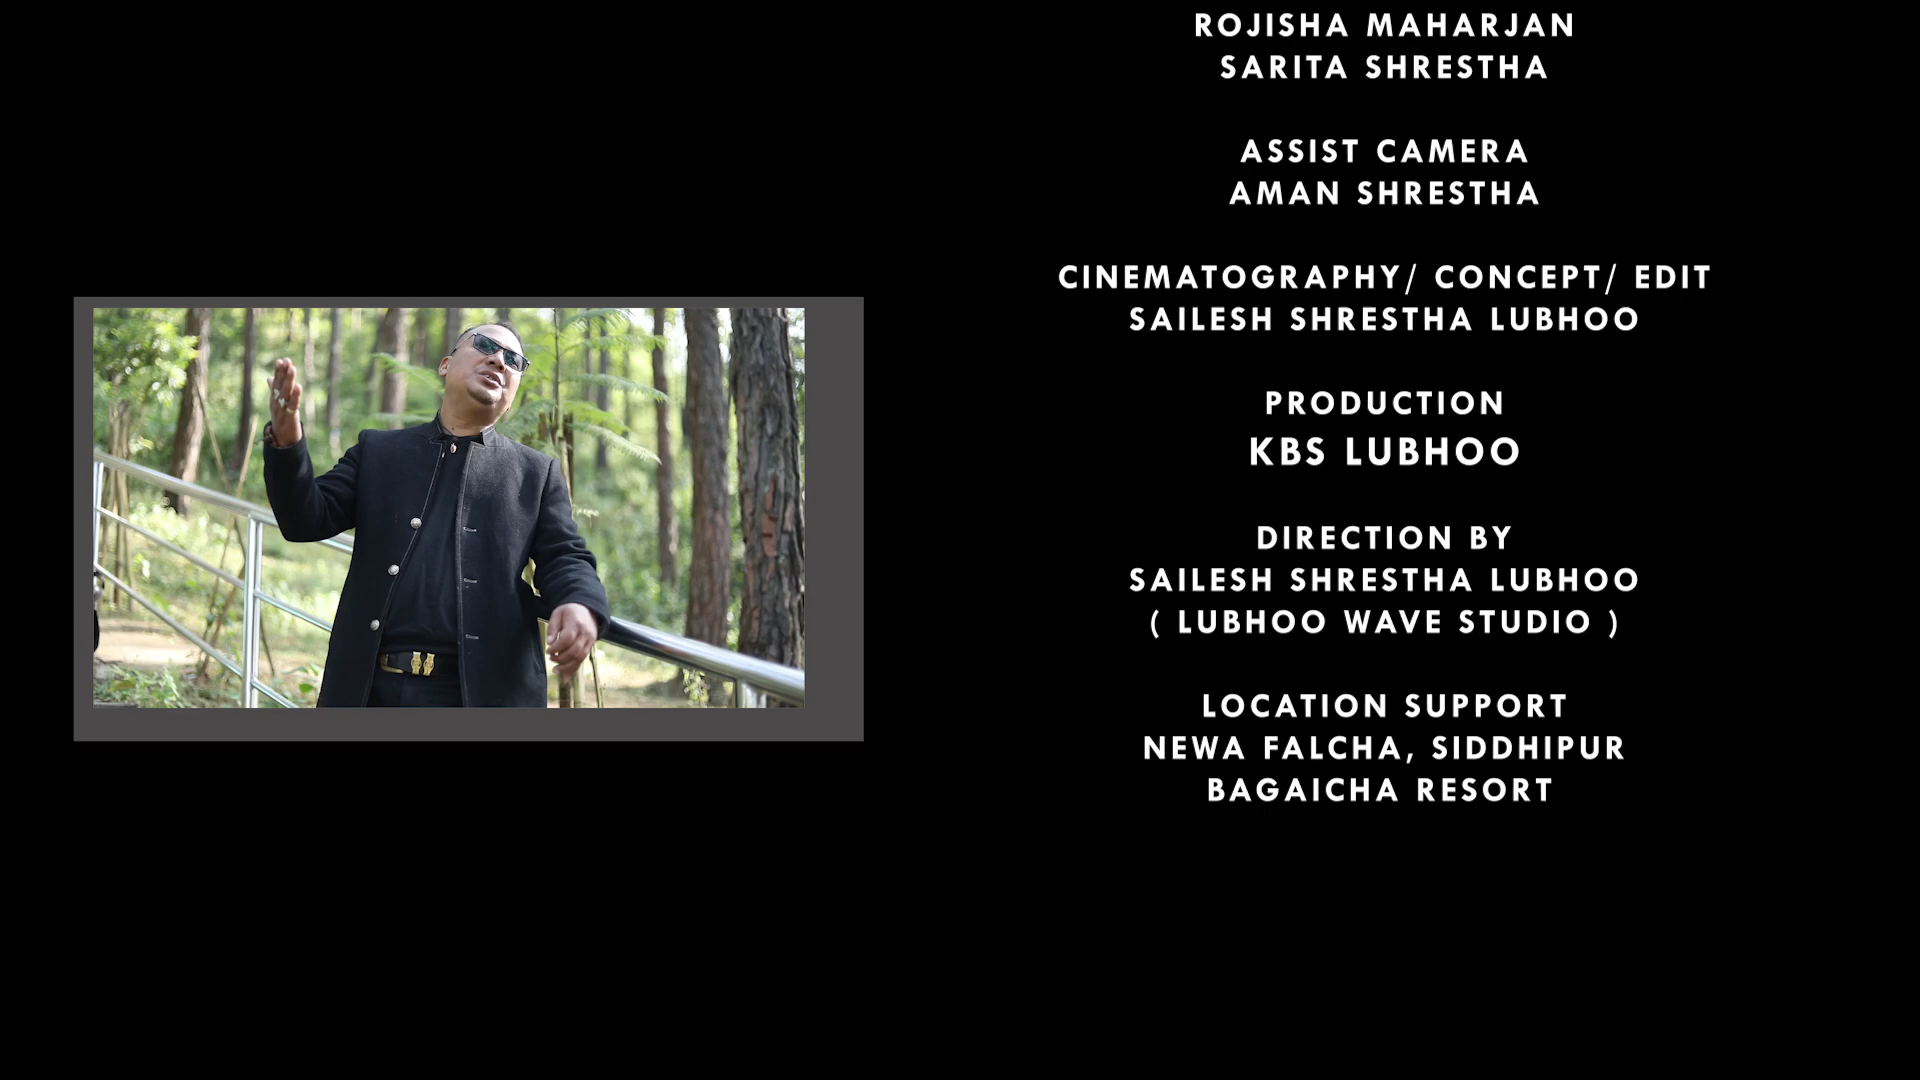 ROJISHA MAHARJAN
SARITA SHRESTHA
ASSIST CAMERA
AMAN SHRESTHA
CINEMATOGRAPHY/ CONCEPT/ EDIT
SAILESH SHRESTHA LUBHOO
PRODUCTION
KBS LUBHOO
DIRECTION BY
SAILESH SHRESTHA LUBHOO
( LUBHOO WAVE STUDIO )
LOCATION SUPPORT
NEWA FALCHA, SIDDHIPUR
BAGAICHA RESORT